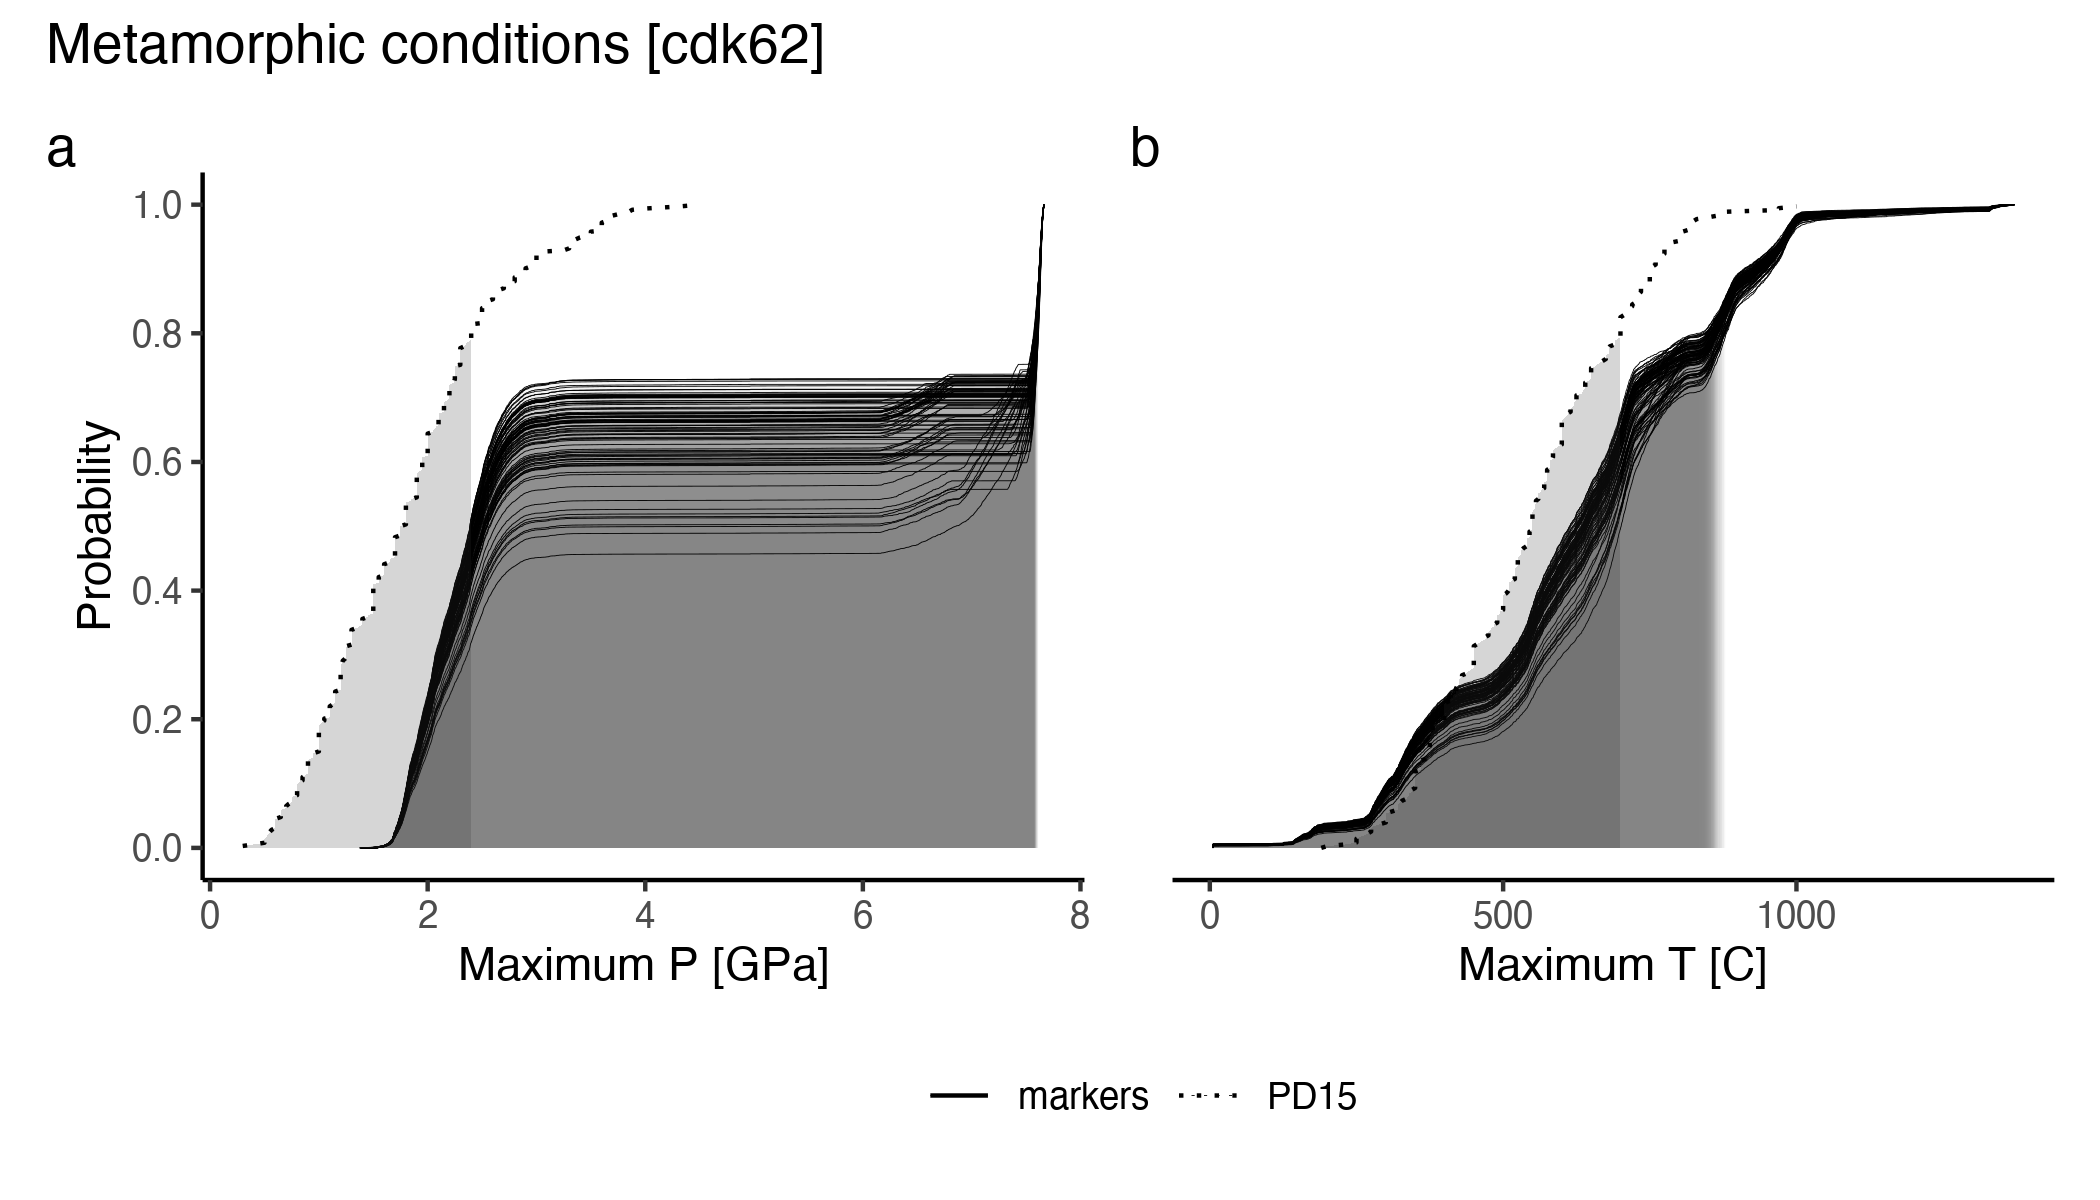 Metamorphic conditions [cdk62]
a
b
Probability
1.0
0.8
0.6
0.4
0.2
0.0
0 2 4 6 8
Maximum P [GPa]
0 500 1000
Maximum T [C]
markers PD15